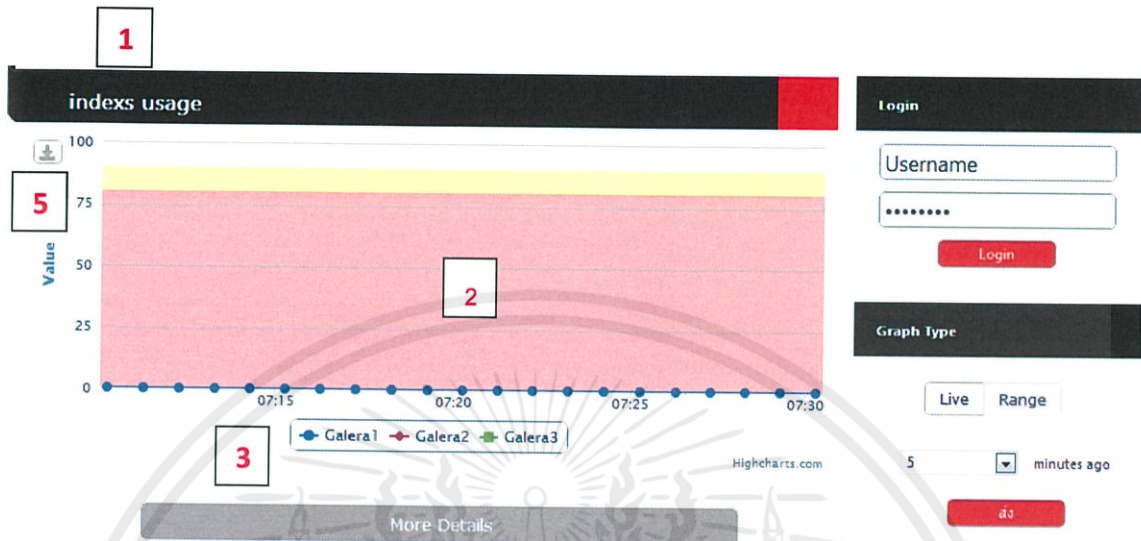 1
indexs usage
Login
100
Username
5
75
••••••••
Value
Login
50
2
25
Graph Type
0
07:15
07:20
07:25
07:30
Live
Range
Galera1
Galera2
Galera3
3
Highcharts.com
5
minutes ago
More Details
ส่ง